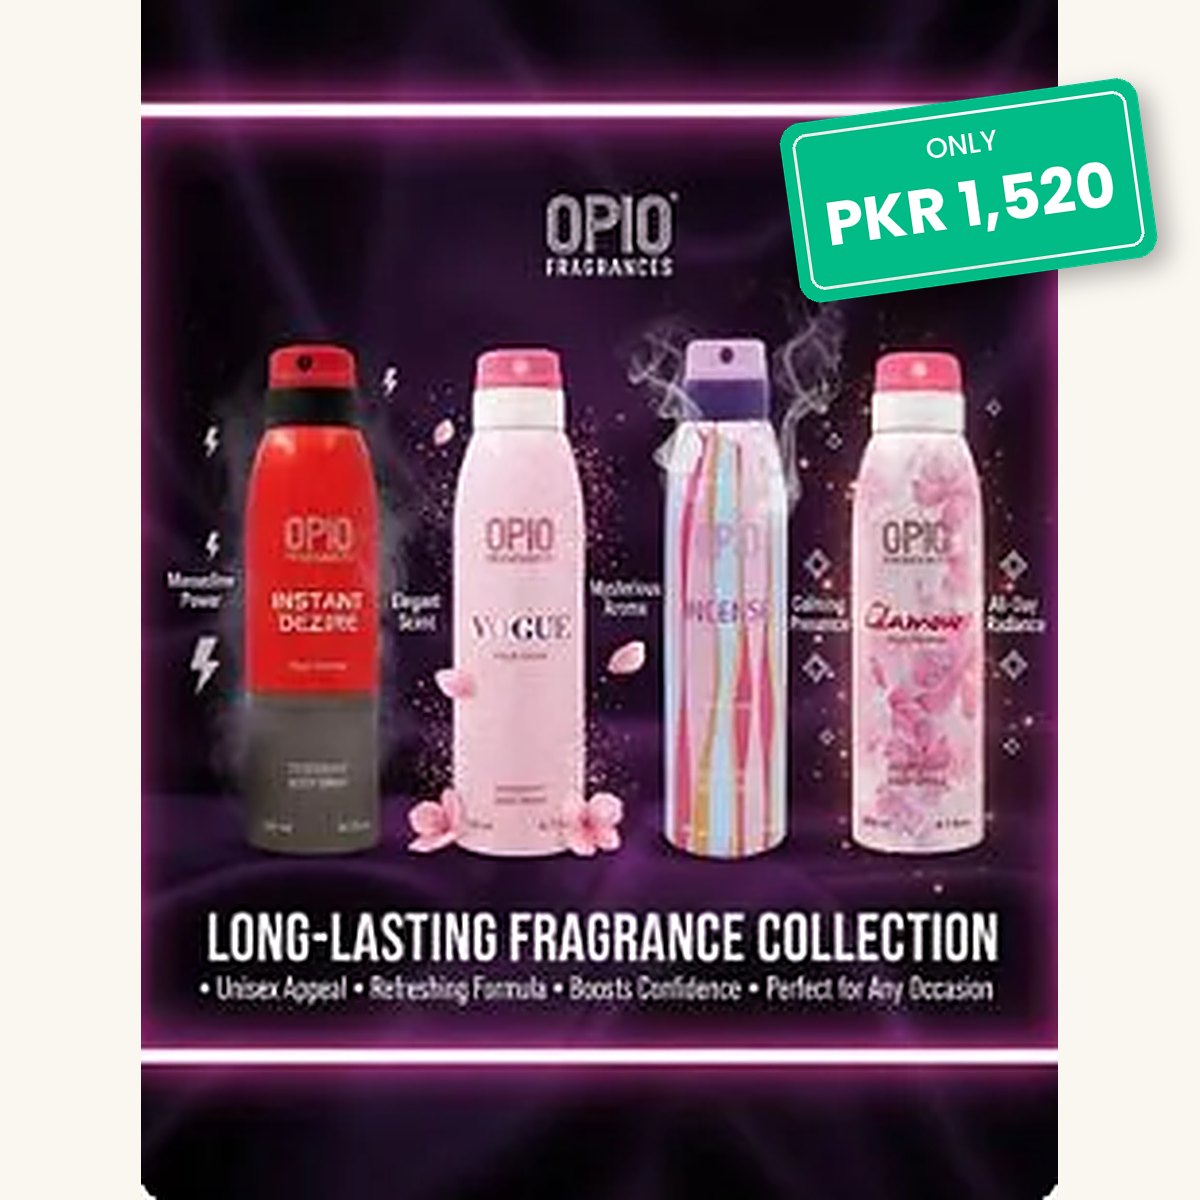 ONLY
PKR 1,520
OPIO
FRAGRANCES
OPIO
INSTANT
DEZIRE
OPIO
VOGUE
INCENSE
OPIO
Glamour
Masculine
Power
Elegant
Scent
Mysterious
Aroma
Calming
Presence
All-Day
Radiance
LONG-LASTING FRAGRANCE COLLECTION
• Unisex Appeal • Refreshing Formula • Boosts Confidence • Perfect for Any Occasion